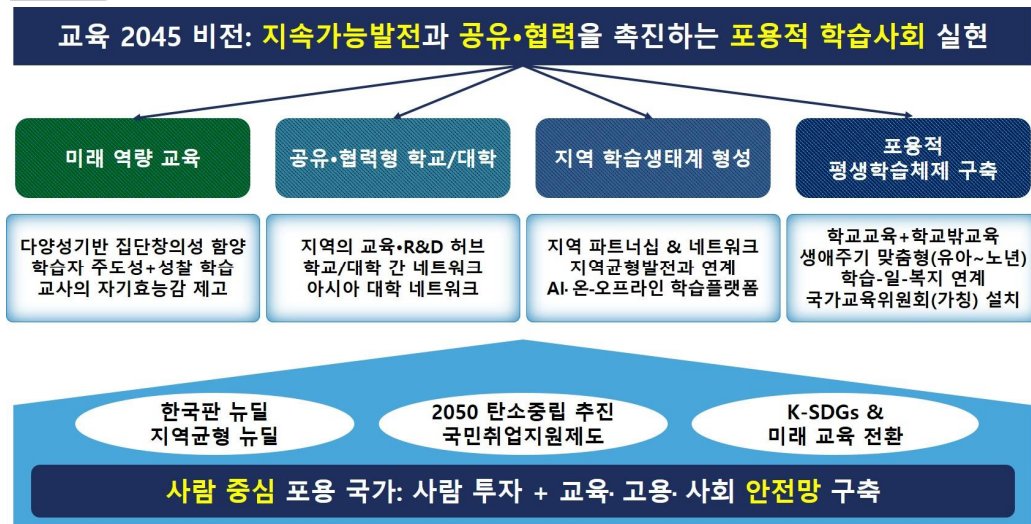 교육 2045 비전: 지속가능발전과 공유•협력을 촉진하는 포용적 학습사회 실현
미래 역량 교육
공유•협력형 학교/대학
지역 학습생태계 형성
포용적
평생학습체제 구축
다양성기반 집단창의성 함양
학습자 주도성+성찰 학습
교사의 자기효능감 제고
지역의 교육•R&D 허브
학교/대학 간 네트워크
아시아 대학 네트워크
지역 파트너십 & 네트워크
지역균형발전과 연계
AI·온-오프라인 학습플랫폼
학교교육+학교밖교육
생애주기 맞춤형(유아~노년)
학습-일-복지 연계
국가교육위원회(가칭) 설치
한국판 뉴딜
지역균형 뉴딜
2050 탄소중립 추진
국민취업지원제도
K-SDGs &
미래 교육 전환
사람 중심 포용 국가: 사람 투자 + 교육·고용·사회 안전망 구축